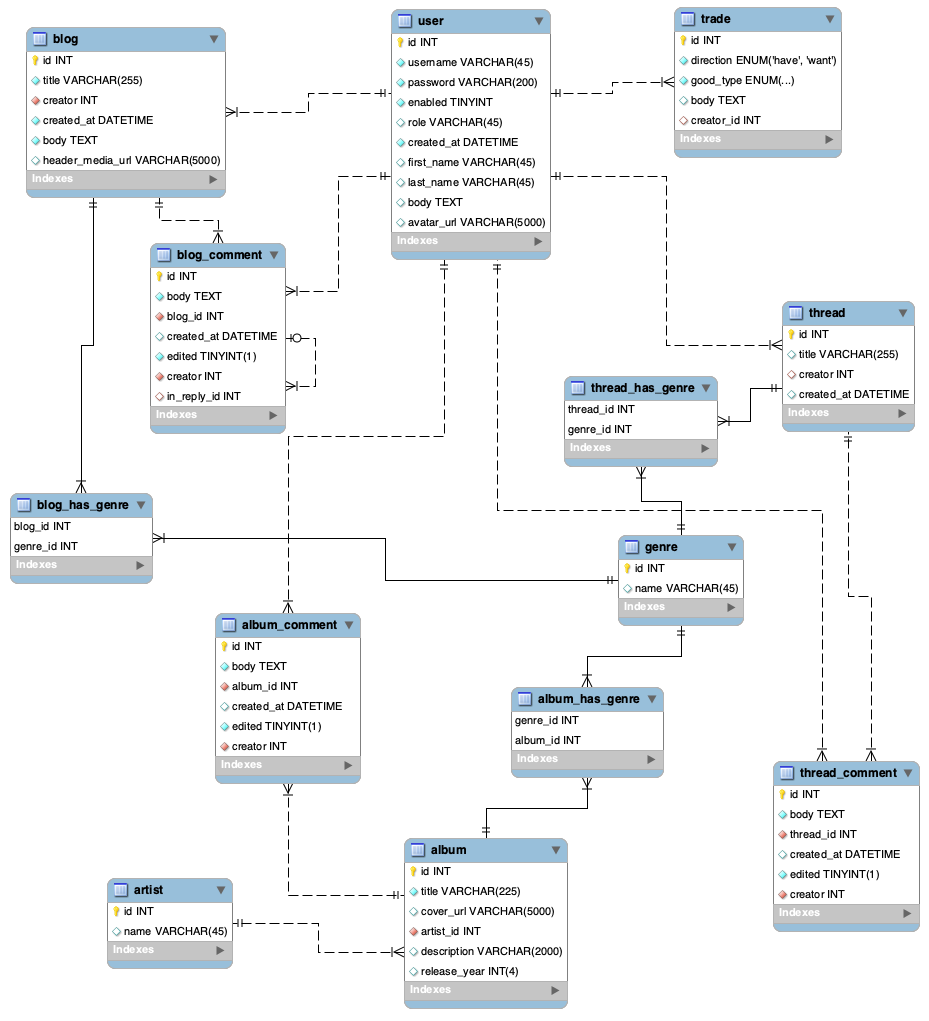 blog
id INT
title VARCHAR(255)
creator INT
created_at DATETIME
body TEXT
header_media_url VARCHAR(5000)
Indexes
user
id INT
username VARCHAR(45)
password VARCHAR(200)
enabled TINYINT
role VARCHAR(45)
created_at DATETIME
first_name VARCHAR(45)
last_name VARCHAR(45)
body TEXT
avatar_url VARCHAR(5000)
Indexes
trade
id INT
direction ENUM('have', 'want')
good_type ENUM(...)
body TEXT
creator_id INT
Indexes
blog_comment
id INT
body TEXT
blog_id INT
created_at DATETIME
edited TINYINT(1)
creator INT
in_reply_id INT
Indexes
thread
id INT
title VARCHAR(255)
creator INT
created_at DATETIME
Indexes
thread_has_genre
thread_id INT
genre_id INT
Indexes
blog_has_genre
blog_id INT
genre_id INT
Indexes
genre
id INT
name VARCHAR(45)
Indexes
album_comment
id INT
body TEXT
album_id INT
created_at DATETIME
edited TINYINT(1)
creator INT
Indexes
album_has_genre
genre_id INT
album_id INT
Indexes
thread_comment
id INT
body TEXT
thread_id INT
created_at DATETIME
edited TINYINT(1)
creator INT
Indexes
artist
id INT
name VARCHAR(45)
Indexes
album
id INT
title VARCHAR(225)
cover_url VARCHAR(5000)
artist_id INT
description VARCHAR(2000)
release_year INT(4)
Indexes